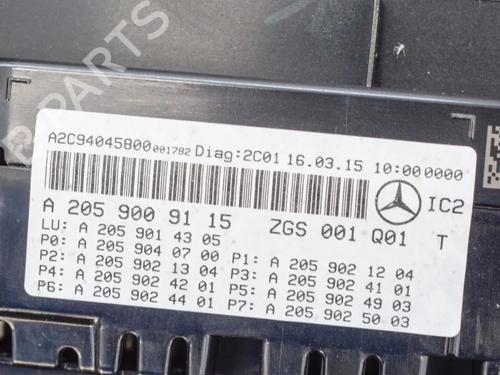 A2C94045800001782 Diag:2C01 16.03.15 10:000000
IC2
A 205 900 91 15 ZGS 001 Q01 T
LU: A 205 901 43 05
P0: A 205 904 07 00 P1: A 205 902 12 04
P2: A 205 902 13 04 P3: A 205 902 41 01
P4: A 205 902 42 01 P5: A 205 902 49 03
P6: A 205 902 44 01 P7: A 205 902 50 03
B-PARTS